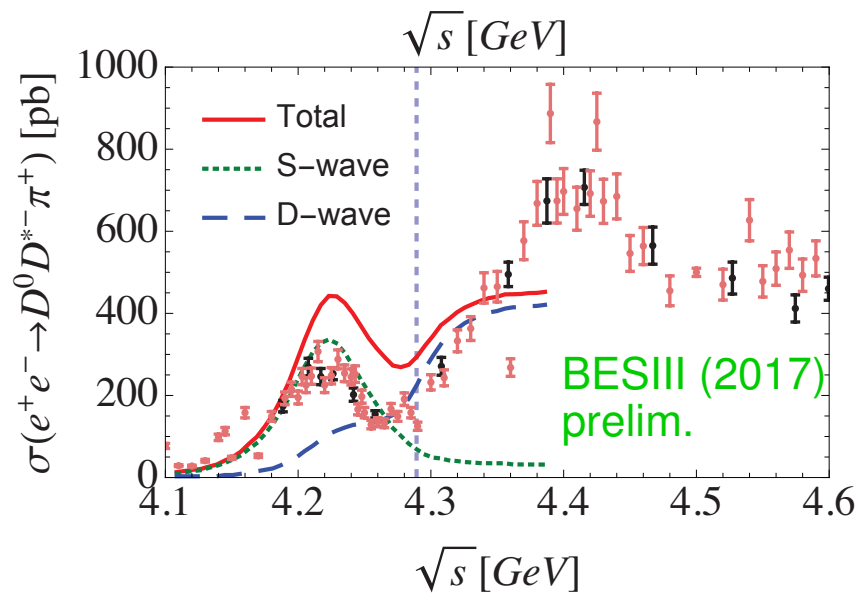 √s [GeV]
1000
800
600
400
200
0
σ(e⁺e⁻→D⁰D*⁻π⁺) [pb]
Total
S-wave
D-wave
BESIII (2017)
prelim.
4.1 4.2 4.3 4.4 4.5 4.6
√s [GeV]